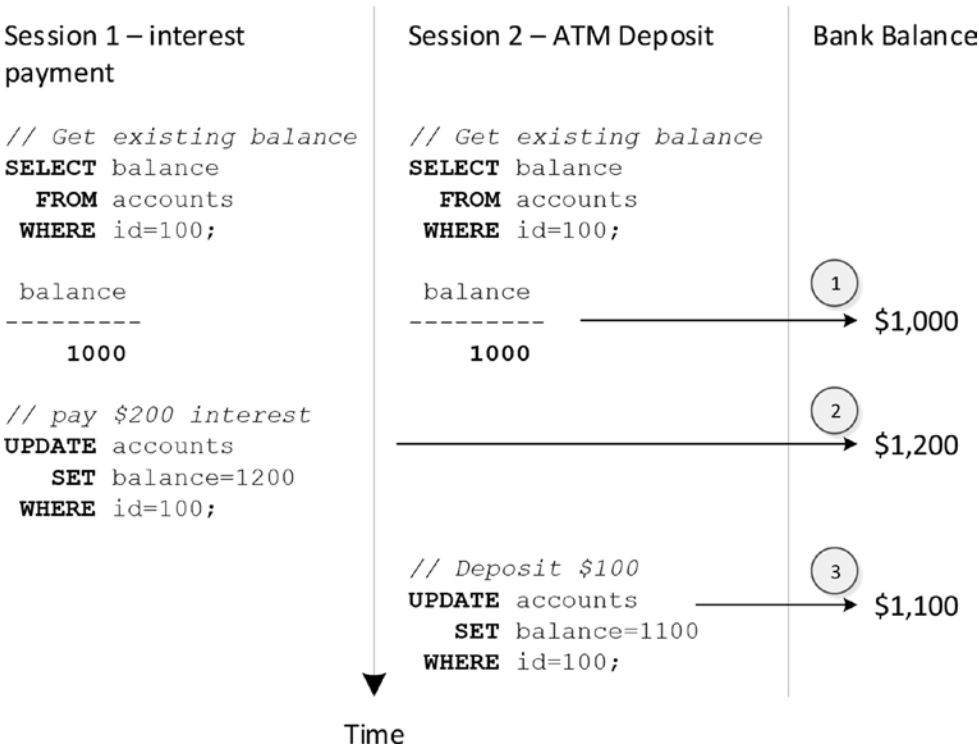 Session 1 – interest
payment
// Get existing balance
SELECT balance
FROM accounts
WHERE id=100;
balance
---------
1000
// pay $200 interest
UPDATE accounts
SET balance=1200
WHERE id=100;
Session 2 – ATM Deposit
// Get existing balance
SELECT balance
FROM accounts
WHERE id=100;
balance
---------
1000
// Deposit $100
UPDATE accounts
SET balance=1100
WHERE id=100;
Bank Balance
1
$1,000
2
$1,200
3
$1,100
Time